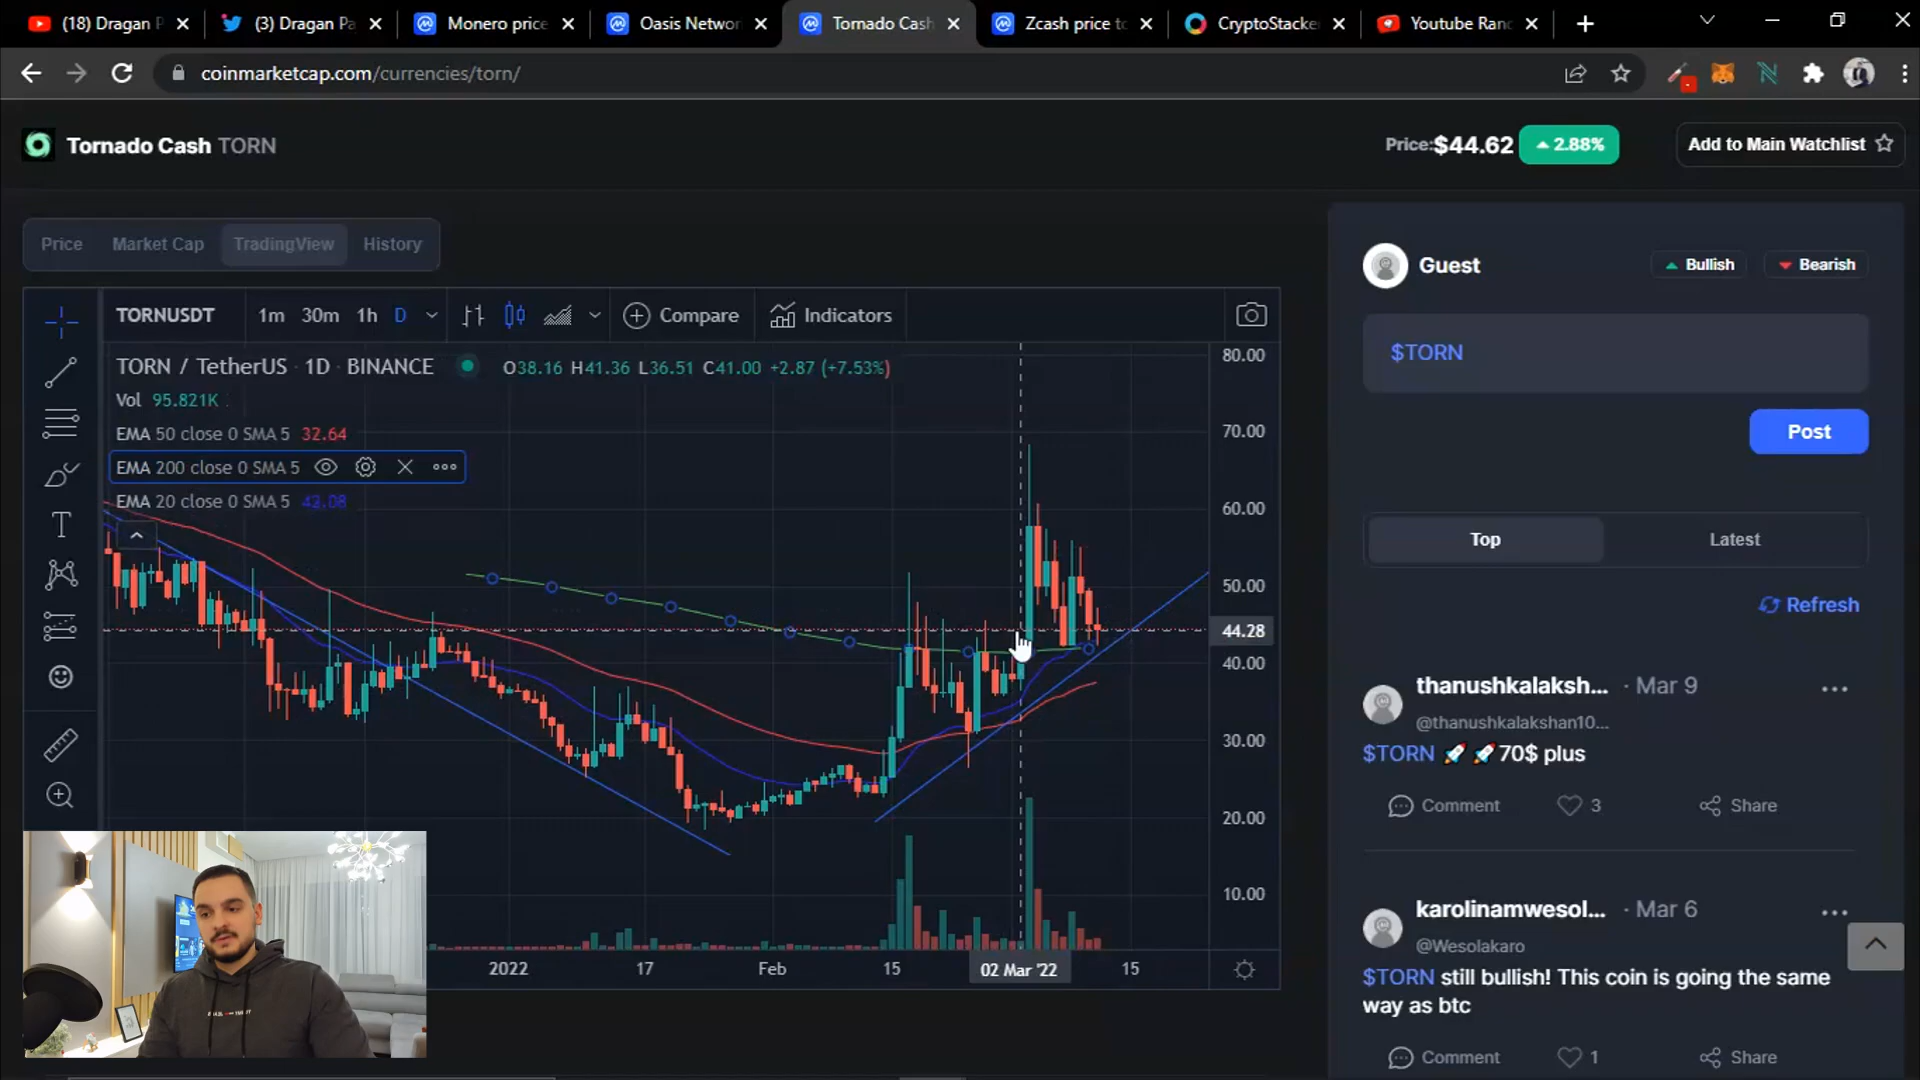 (18) Dragan P
(3) Dragan Pa
Monero price
Oasis Networ
Tornado Cash
Zcash price to
CryptoStacke
Youtube Ran
coinmarketcap.com/currencies/torn/
Tornado Cash TORN
Price:$44.62
2.88%
Add to Main Watchlist
Price
Market Cap
TradingView
History
TORNUSDT
1m
30m
1h
D
Compare
Indicators
TORN / TetherUS · 1D · BINANCE
O38.16 H41.36 L36.51 C41.00 +2.87 (+7.53%)
Vol 95.821K
EMA 50 close 0 SMA 5 32.64
EMA 200 close 0 SMA 5
EMA 20 close 0 SMA 5 42.08
80.00
70.00
60.00
50.00
44.28
40.00
30.00
20.00
10.00
2022
17
Feb
15
02 Mar '22
15
Guest
Bullish
Bearish
$TORN
Post
Top
Latest
Refresh
thanushkalaksh... · Mar 9
@thanushkalakshan10...
$TORN 🚀 🚀70$ plus
Comment
3
Share
karolinamwesol... · Mar 6
@Wesolakaro
$TORN still bullish! This coin is going the same
way as btc
Comment
1
Share